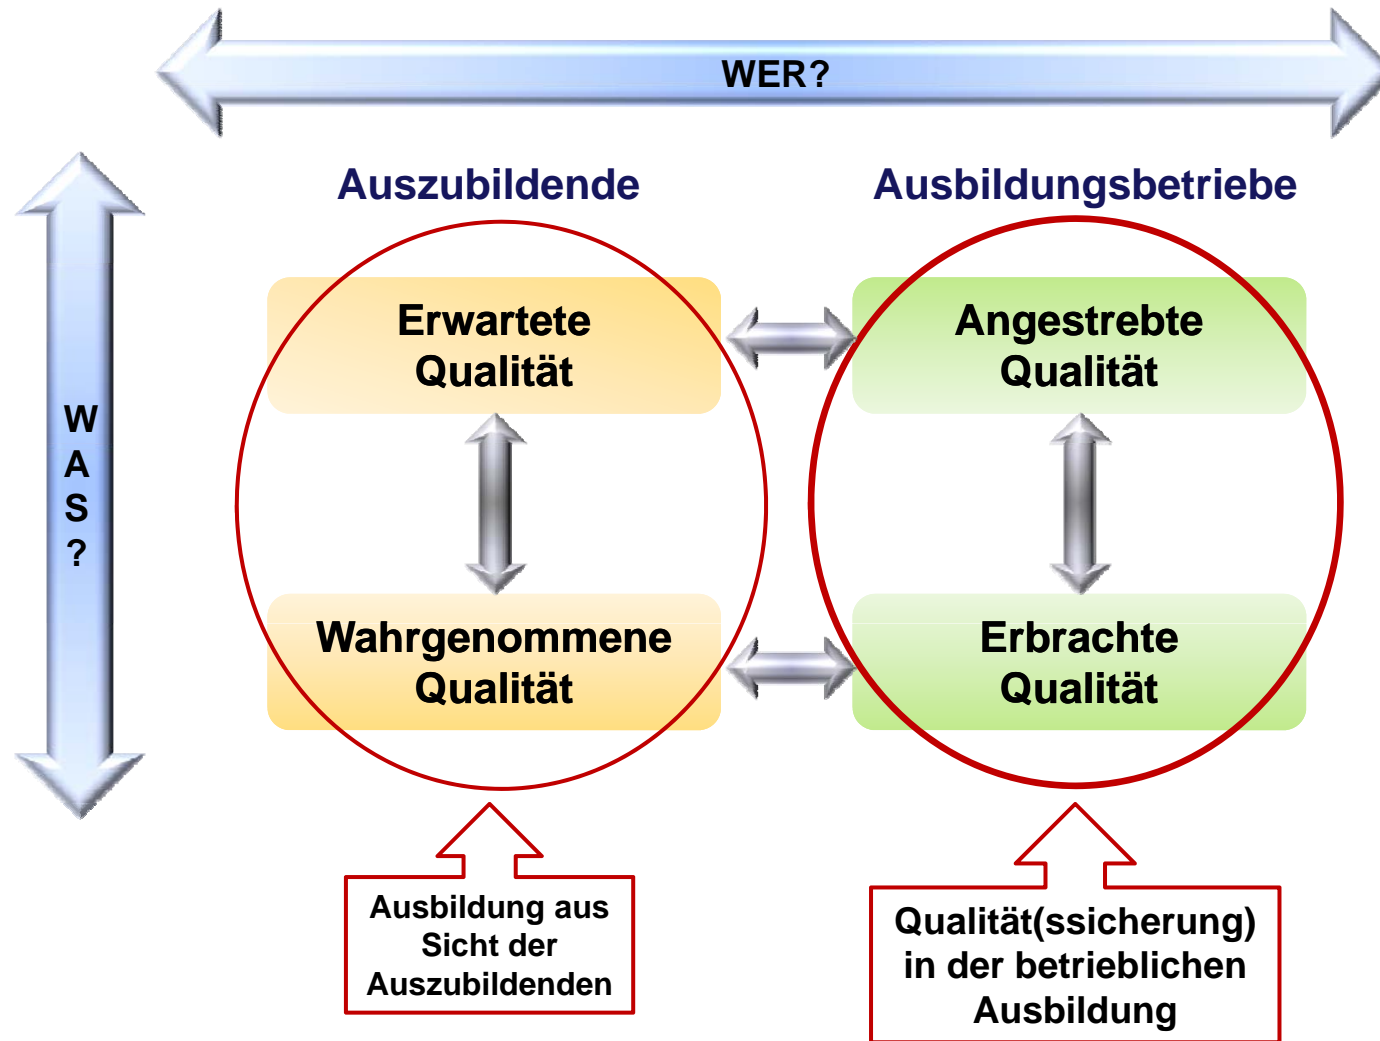 WER?
Auszubildende
Ausbildungsbetriebe
W
A
S
?
Erwartete
Qualität
Angestrebte
Qualität
Wahrgenommene
Qualität
Erbrachte
Qualität
Ausbildung aus
Sicht der
Auszubildenden
Qualität(ssicherung)
in der betrieblichen
Ausbildung